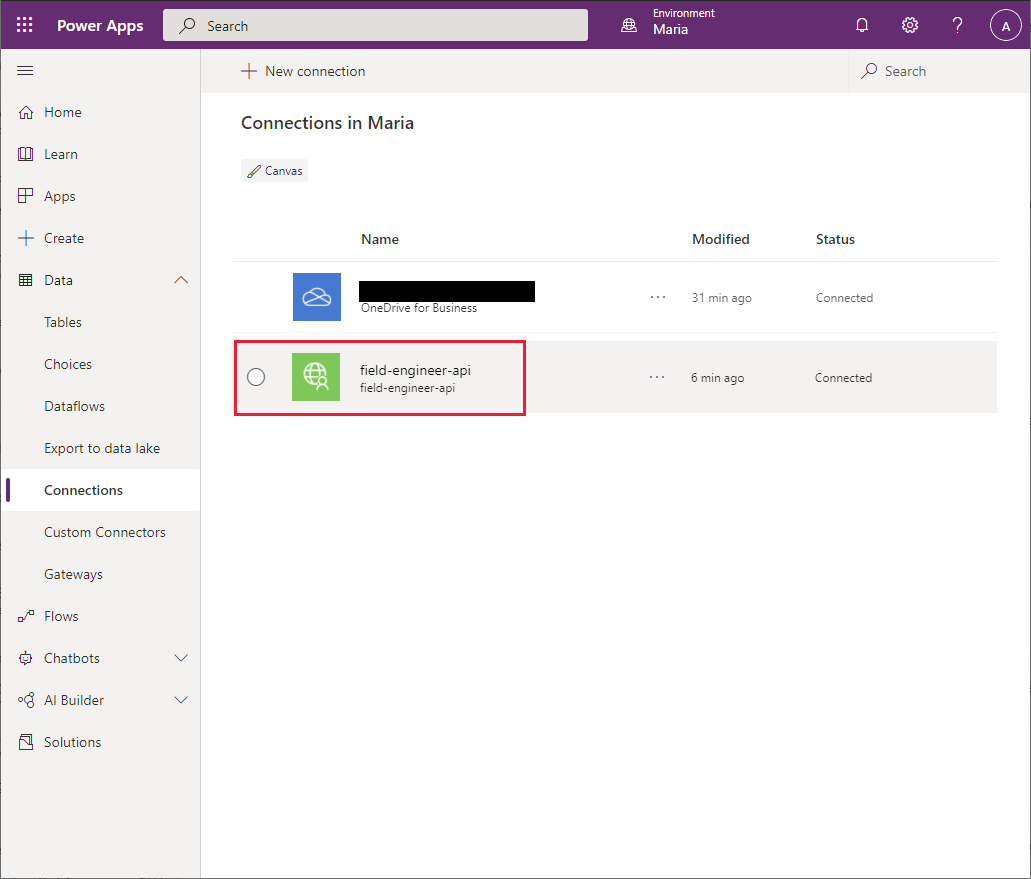 Power Apps
Search
Environment
Maria
?
A
New connection
Search
Home
Learn
Apps
Create
Data
Tables
Choices
Dataflows
Export to data lake
Connections
Custom Connectors
Gateways
Flows
Chatbots
AI Builder
Solutions
Connections in Maria
Canvas
Name Modified Status
OneDrive for Business
... 31 min ago Connected
field-engineer-api
field-engineer-api
... 6 min ago Connected